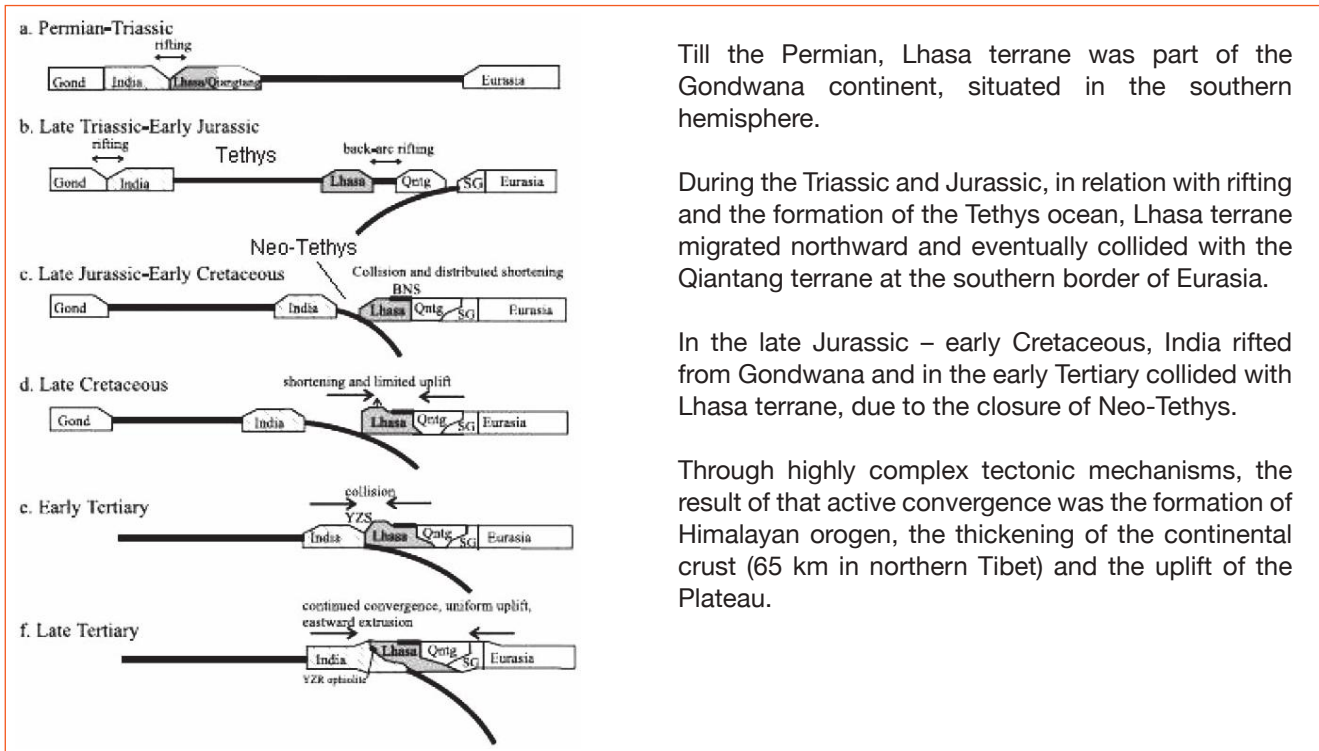 a. Permian-Triassic
rifting
Gond India Lhasa/Qiangtang Eurasia
b. Late Triassic-Early Jurassic
rifting Tethys back-arc rifting
Gond India Lhasa Qntg SG Eurasia
Neo-Tethys
c. Late Jurassic-Early Cretaceous Collision and distributed shortening
BNS
Gond India Lhasa Qntg SG Eurasia
d. Late Cretaceous shortening and limited uplift
Gond India Lhasa Qntg SG Eurasia
collision
e. Early Tertiary YZS
India Lhasa Qntg SG Eurasia
continued convergence, uniform uplift,
eastward extrusion
f. Late Tertiary
India Lhasa Qntg SG Eurasia
YZR ophiolite
Till the Permian, Lhasa terrane was part of the
Gondwana continent, situated in the southern
hemisphere.
During the Triassic and Jurassic, in relation with rifting
and the formation of the Tethys ocean, Lhasa terrane
migrated northward and eventually collided with the
Qiantang terrane at the southern border of Eurasia.
In the late Jurassic – early Cretaceous, India rifted
from Gondwana and in the early Tertiary collided with
Lhasa terrane, due to the closure of Neo-Tethys.
Through highly complex tectonic mechanisms, the
result of that active convergence was the formation of
Himalayan orogen, the thickening of the continental
crust (65 km in northern Tibet) and the uplift of the
Plateau.